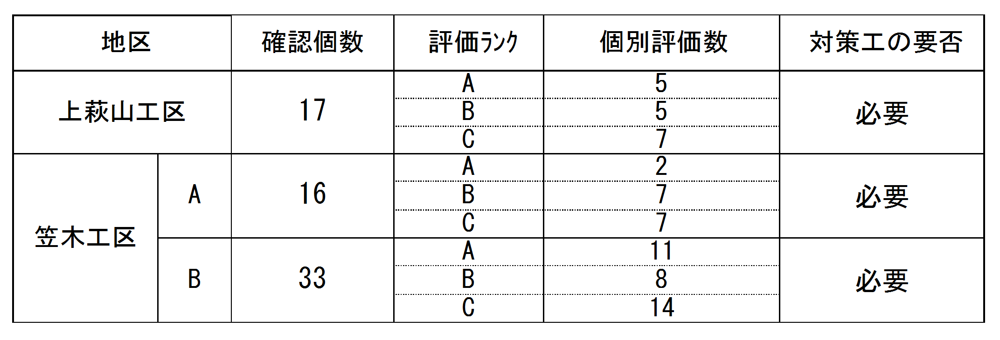 地区 確認個数 評価ﾗﾝｸ 個別評価数 対策工の要否
上萩山工区 17 A 5 必要
B 5
C 7
笠木工区 A 16 A 2 必要
B 7
C 7
B 33 A 11 必要
B 8
C 14